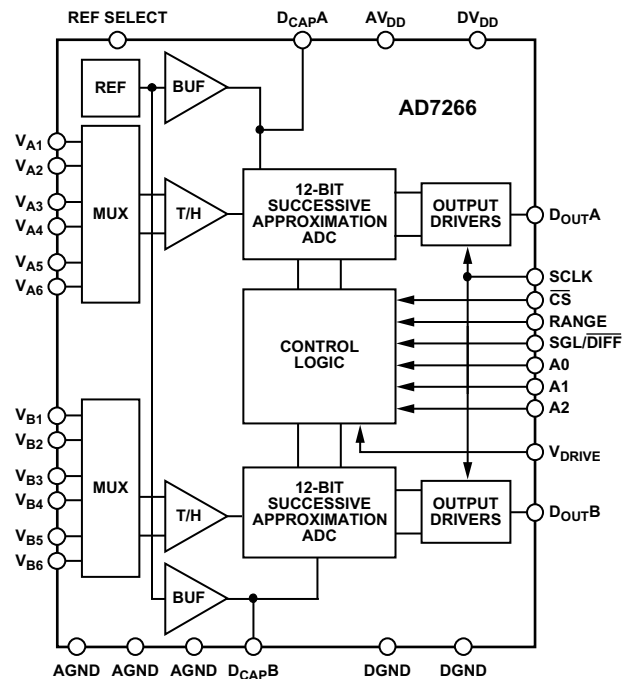 REF SELECT
DCAPA
AVDD
DVDD
REF
BUF
AD7266
VA1
VA2
VA3
VA4
VA5
VA6
MUX
T/H
12-BIT
SUCCESSIVE
APPROXIMATION
ADC
OUTPUT
DRIVERS
DOUTA
SCLK
C̅S̅
RANGE
SGL/D̅I̅F̅F̅
A0
A1
A2
VDRIVE
CONTROL
LOGIC
VB1
VB2
VB3
VB4
VB5
VB6
MUX
T/H
12-BIT
SUCCESSIVE
APPROXIMATION
ADC
OUTPUT
DRIVERS
DOUTB
BUF
AGND
AGND
AGND
DCAPB
DGND
DGND